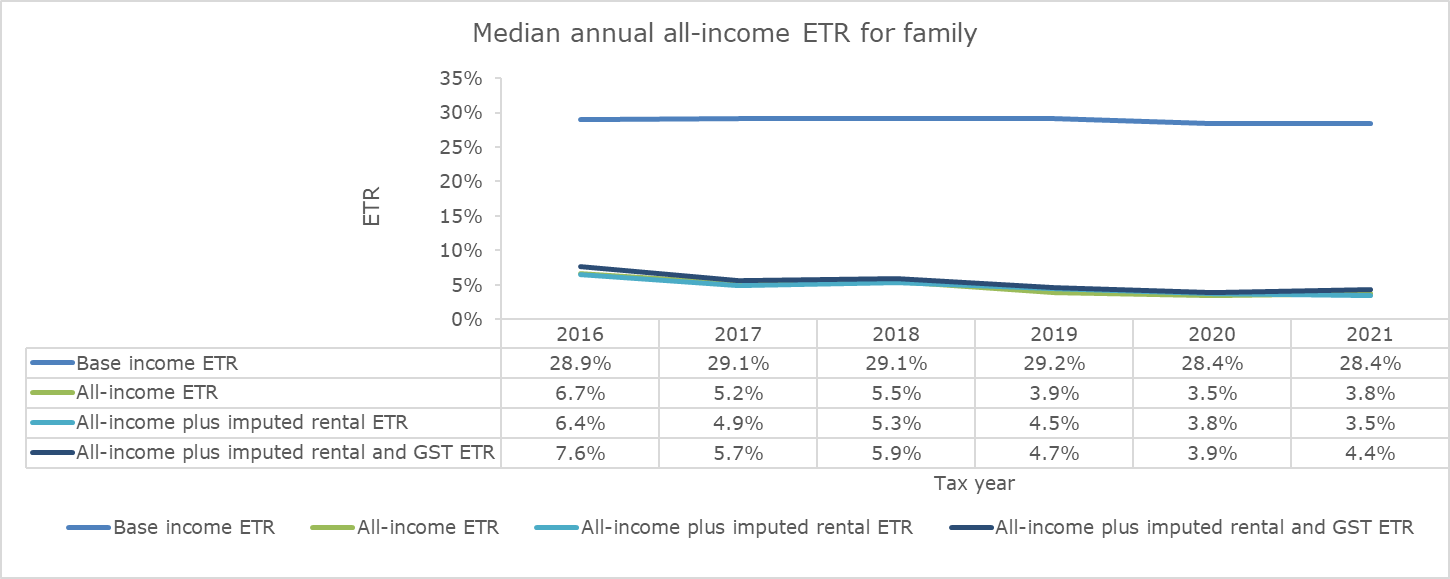 Median annual all-income ETR for family
35%
30%
25%
20%
15%
10%
5%
0%
ETR
2016 2017 2018 2019 2020 2021
Base income ETR 28.9% 29.1% 29.1% 29.2% 28.4% 28.4%
All-income ETR 6.7% 5.2% 5.5% 3.9% 3.5% 3.8%
All-income plus imputed rental ETR 6.4% 4.9% 5.3% 4.5% 3.8% 3.5%
All-income plus imputed rental and GST ETR 7.6% 5.7% 5.9% 4.7% 3.9% 4.4%
Tax year
Base income ETR All-income ETR All-income plus imputed rental ETR All-income plus imputed rental and GST ETR